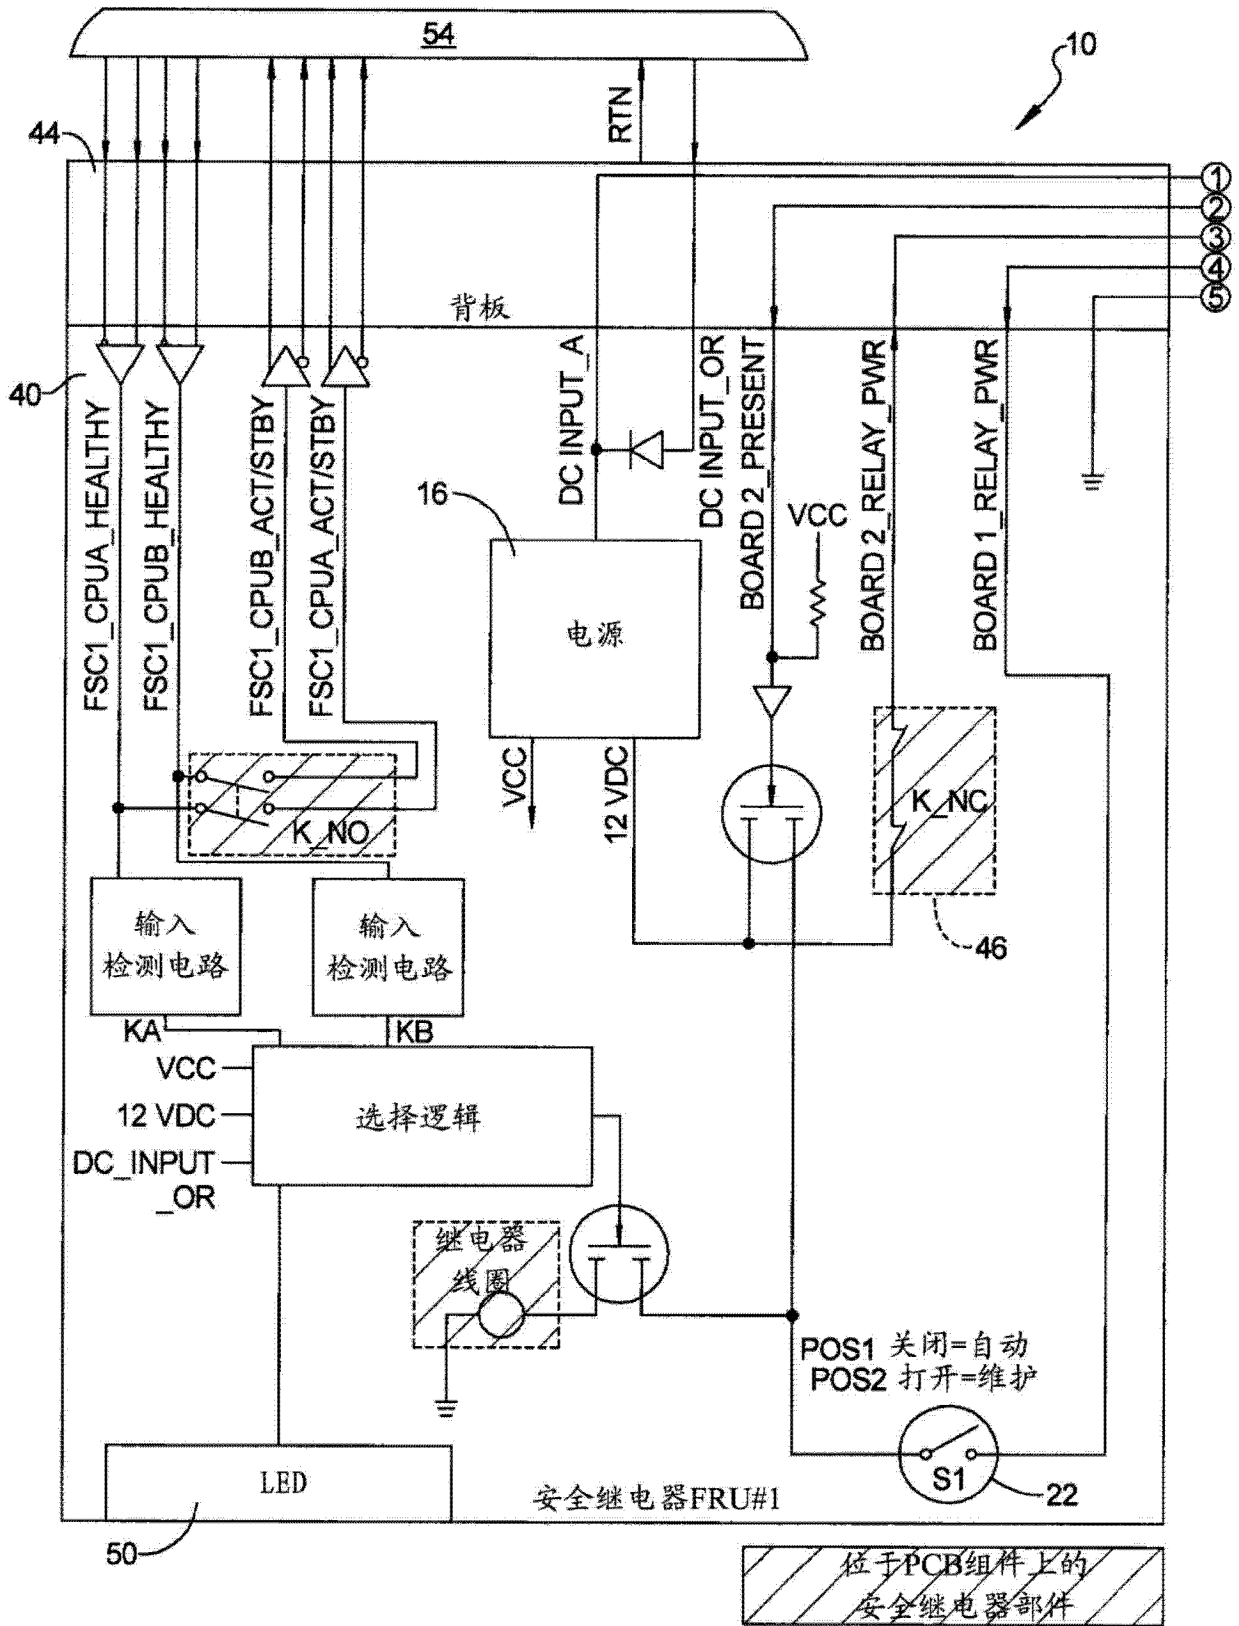 54
10
44
RTN
1
2
3
4
5
背板
40
FSC1_CPUA_HEALTHY
FSC1_CPUB_HEALTHY
FSC1_CPUB_ACT/STBY
FSC1_CPUA_ACT/STBY
DC INPUT_A
DC INPUT_OR
BOARD 2_PRESENT
BOARD 2_RELAY_PWR
BOARD 1_RELAY_PWR
16
VCC
电源
VCC
12 VDC
K_NO
K_NC
46
输入
检测电路
输入
检测电路
KA
KB
VCC
12 VDC
DC_INPUT
_OR
选择逻辑
继电器
线圈
POS1 关闭=自动
POS2 打开=维护
S1
22
LED
50
安全继电器FRU#1
位于PCB组件上的
安全继电器部件